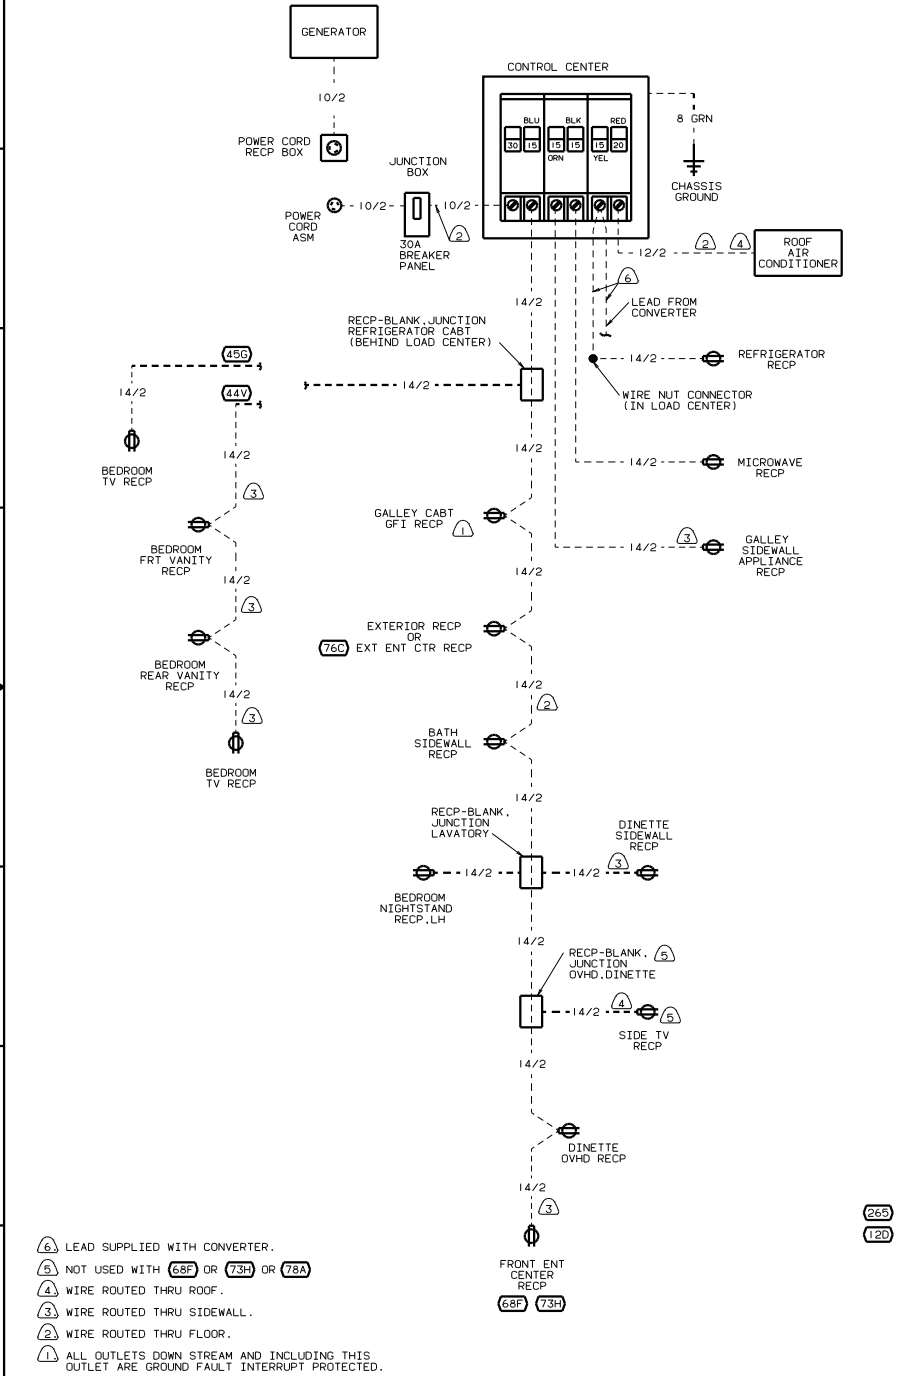 GENERATOR
10/2
POWER CORD
RECP BOX
CONTROL CENTER
BLU
BLK
RED
30
15
15
15
15
20
ORN
YEL
8 GRN
CHASSIS
GROUND
JUNCTION
BOX
POWER
CORD
ASM
10/2
10/2
2
30A
BREAKER
PANEL
12/2
2
4
ROOF
AIR
CONDITIONER
6
LEAD FROM
CONVERTER
14/2
RECP-BLANK,JUNCTION
REFRIGERATOR CABT
(BEHIND LOAD CENTER)
14/2
REFRIGERATOR
RECP
WIRE NUT CONNECTOR
(IN LOAD CENTER)
45G
14/2
44V
14/2
BEDROOM
TV RECP
14/2
14/2
14/2
MICROWAVE
RECP
3
GALLEY CABT
GFI RECP
1
BEDROOM
FRT VANITY
RECP
14/2
3
GALLEY
SIDEWALL
APPLIANCE
RECP
14/2
14/2
3
EXTERIOR RECP
OR
76C
EXT ENT CTR RECP
BEDROOM
REAR VANITY
RECP
14/2
14/2
3
2
BATH
SIDEWALL
RECP
BEDROOM
TV RECP
14/2
RECP-BLANK,
JUNCTION
LAVATORY
DINETTE
SIDEWALL
RECP
14/2
14/2
3
BEDROOM
NIGHTSTAND
RECP,LH
14/2
RECP-BLANK,
JUNCTION
OVHD,DINETTE
5
14/2
4
5
SIDE TV
RECP
14/2
DINETTE
OVHD RECP
14/2
3
FRONT ENT
CENTER
RECP
68F
73H
265
12D
6. LEAD SUPPLIED WITH CONVERTER.
5. NOT USED WITH 68F OR 73H OR 78A
4. WIRE ROUTED THRU ROOF.
3. WIRE ROUTED THRU SIDEWALL.
2. WIRE ROUTED THRU FLOOR.
1. ALL OUTLETS DOWN STREAM AND INCLUDING THIS
OUTLET ARE GROUND FAULT INTERRUPT PROTECTED.